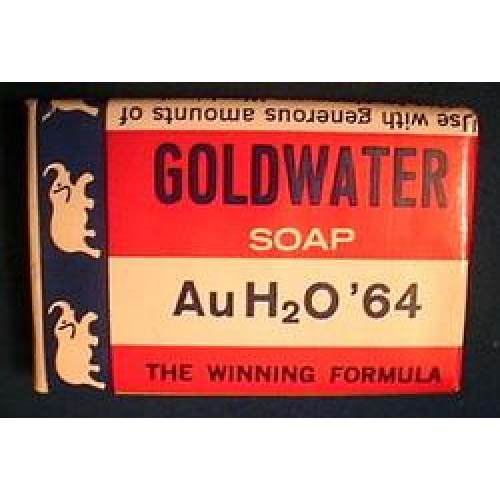 Use with generous amounts of
GOLDWATER
SOAP
Au H₂O '64
THE WINNING FORMULA